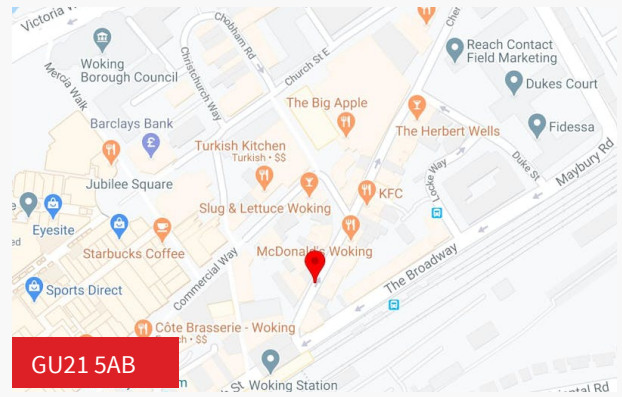 Victoria
Chobham Rd
Cher
Woking
Borough Council
Christchurch Way
Church St E
Reach Contact
Field Marketing
Mercia Walk
Dukes Court
The Big Apple
Barclays Bank
The Herbert Wells
Fidessa
Turkish Kitchen
Turkish • $$
Duke St
Maybury Rd
Locke Way
Jubilee Square
KFC
Slug & Lettuce Woking
Eyesite
Starbucks Coffee
McDonald's Woking
Commercial Way
The Broadway
Sports Direct
Côte Brasserie - Woking
• $$
GU21 5AB
St
Woking Station